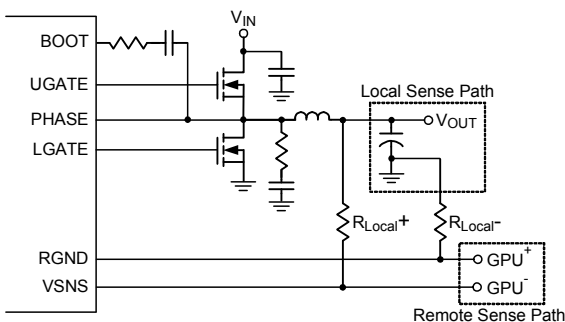 VIN
BOOT
UGATE
Local Sense Path
PHASE
VOUT
LGATE
RLocal+
RLocal-
RGND
GPU+
VSNS
GPU-
Remote Sense Path